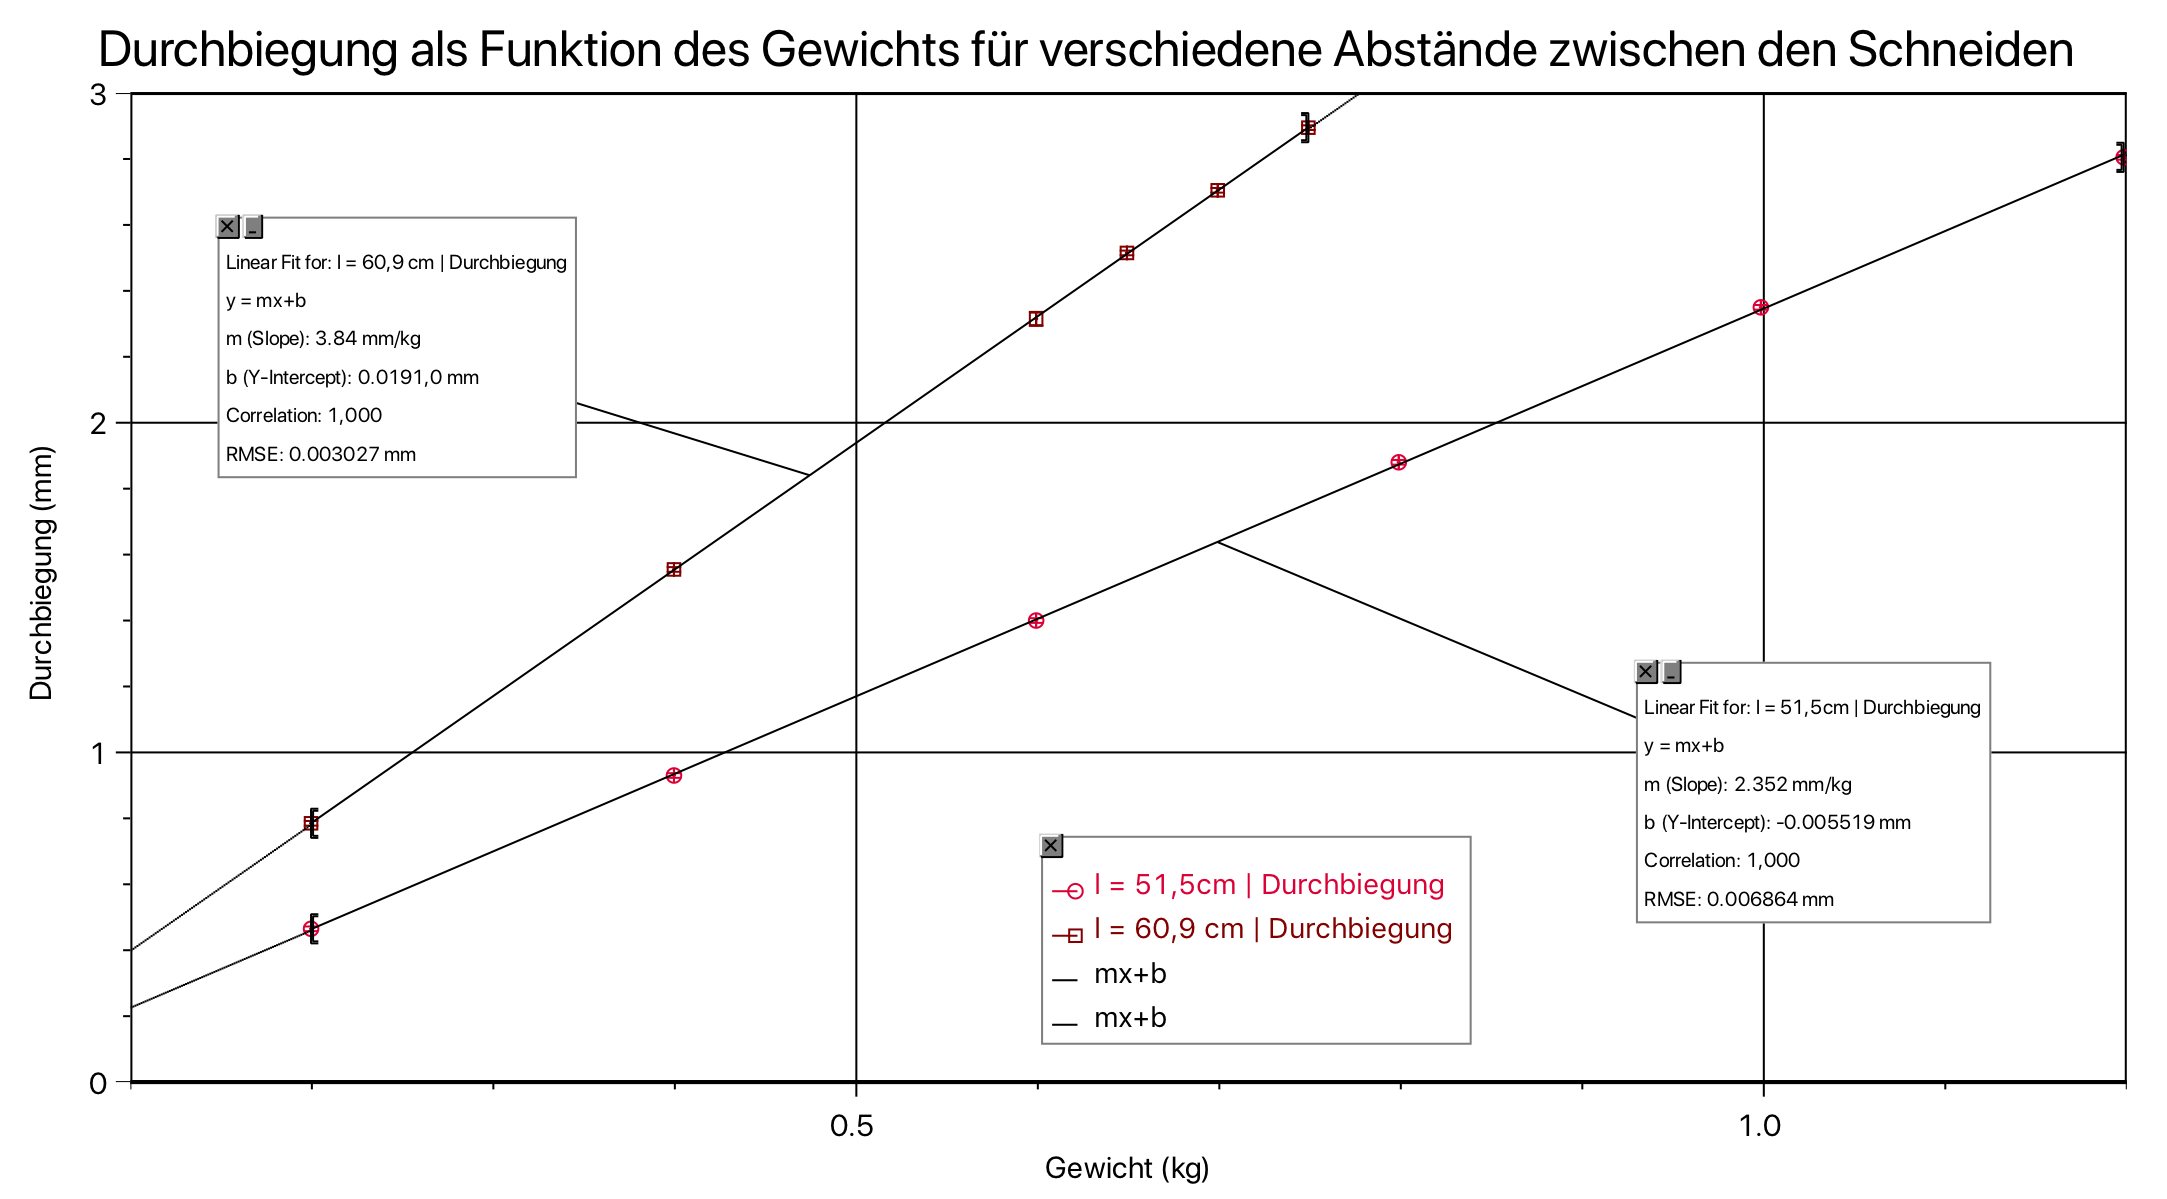 Durchbiegung als Funktion des Gewichts für verschiedene Abstände zwischen den Schneiden
3
2
1
0
Durchbiegung (mm)
Linear Fit for: l = 60,9 cm | Durchbiegung
y = mx+b
m (Slope): 3.84 mm/kg
b (Y-Intercept): 0.0191,0 mm
Correlation: 1,000
RMSE: 0.003027 mm
Linear Fit for: l = 51,5cm | Durchbiegung
y = mx+b
m (Slope): 2.352 mm/kg
b (Y-Intercept): -0.005519 mm
Correlation: 1,000
RMSE: 0.006864 mm
l = 51,5cm | Durchbiegung
l = 60,9 cm | Durchbiegung
mx+b
mx+b
0.5
1.0
Gewicht (kg)